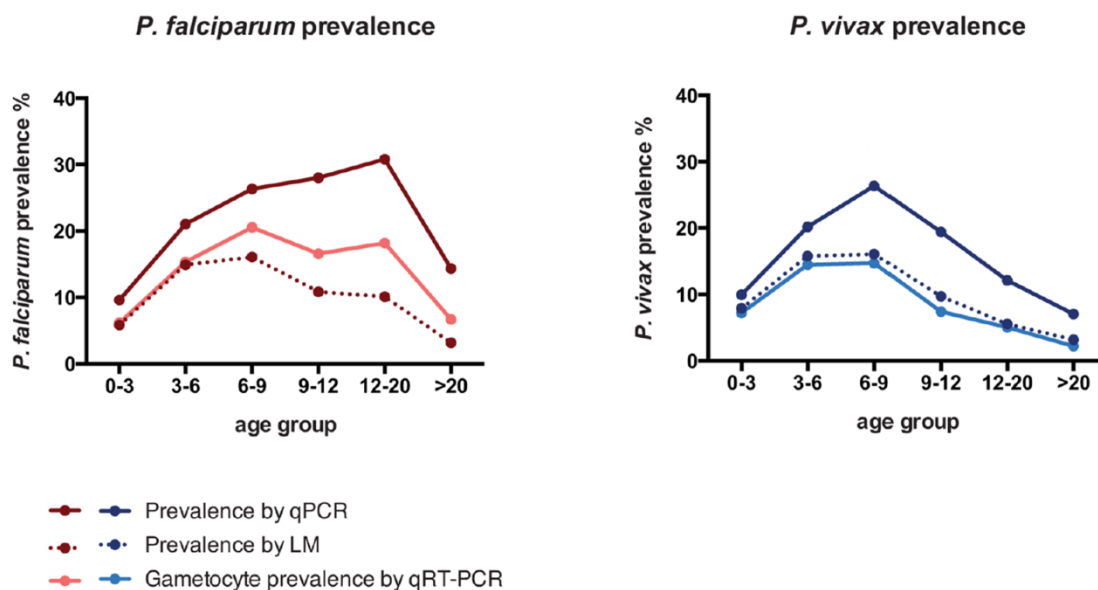 P. falciparum prevalence
P. vivax prevalence
P. falciparum prevalence %
40
30
20
10
0
0-3 3-6 6-9 9-12 12-20 >20
age group
P. vivax prevalence %
40
30
20
10
0
0-3 3-6 6-9 9-12 12-20 >20
age group
Prevalence by qPCR
Prevalence by LM
Gametocyte prevalence by qRT-PCR